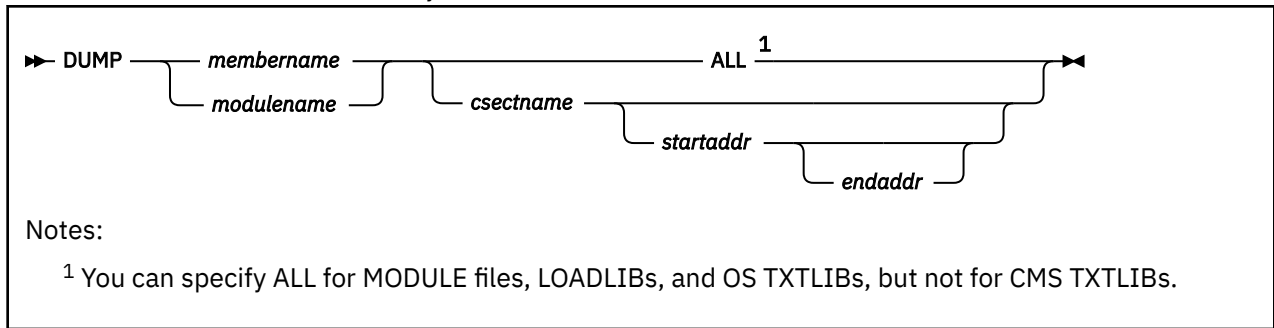 DUMP membername ALL 1
modulename csectname
startaddr
endaddr
Notes:
1 You can specify ALL for MODULE files, LOADLIBs, and OS TXTLIBs, but not for CMS TXTLIBs.